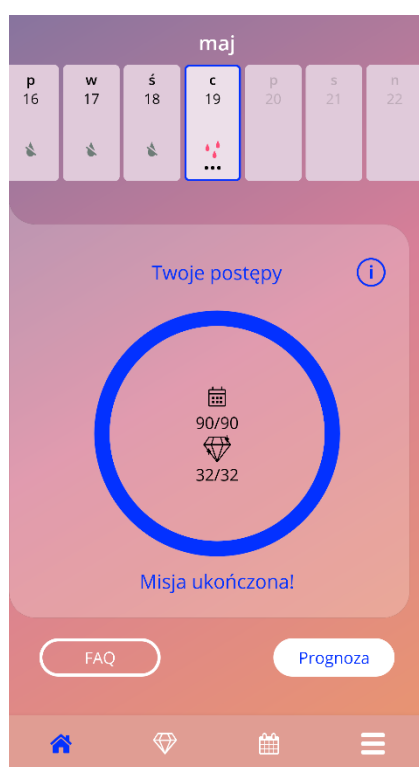 maj
p w ś c p s n
16 17 18 19 20 21 22
Twoje postępy
i
90/90
32/32
Misja ukończona!
FAQ Prognoza